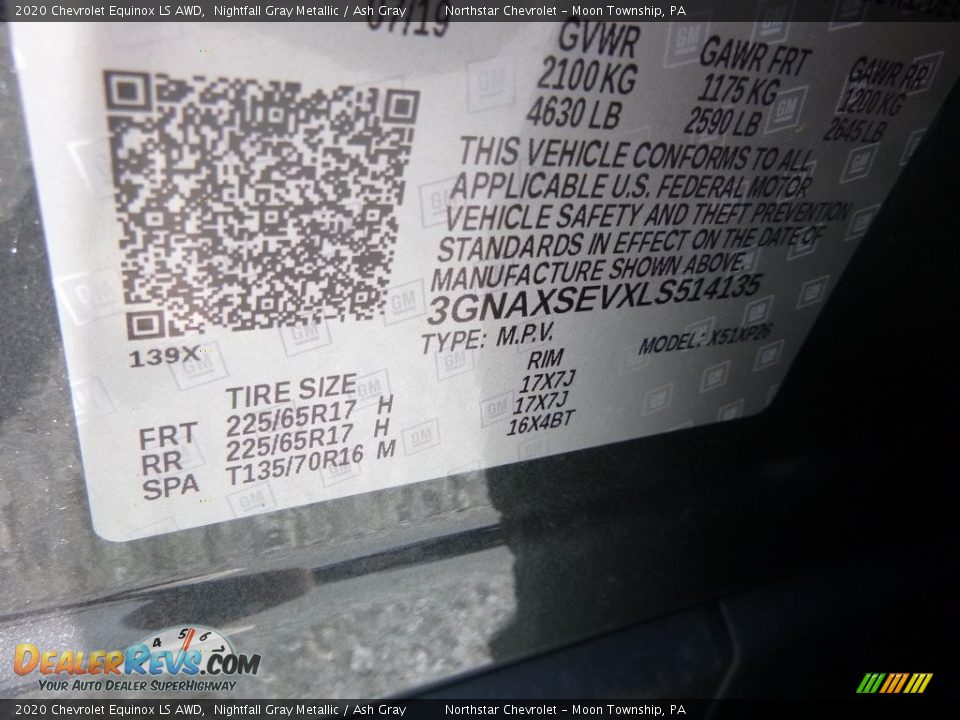 2020 Chevrolet Equinox LS AWD, Nightfall Gray Metallic / Ash Gray Northstar Chevrolet - Moon Township, PA
07/19
GVWR GAWR FRT GAWR RR
2100 KG 1175 KG 1200 KG
4630 LB 2590 LB 2645 LB
THIS VEHICLE CONFORMS TO ALL
APPLICABLE U.S. FEDERAL MOTOR
VEHICLE SAFETY AND THEFT PREVENTION
STANDARDS IN EFFECT ON THE DATE OF
MANUFACTURE SHOWN ABOVE.
3GNAXSEVXLS514135
TYPE: M.P.V. MODEL: X51XP26
139X
TIRE SIZE RIM
FRT 225/65R17 H 17X7J
RR 225/65R17 H 17X7J
SPA T135/70R16 M 16X4BT
4 5 6
DEALERREVS.COM
YOUR AUTO DEALER SUPERHIGHWAY
2020 Chevrolet Equinox LS AWD, Nightfall Gray Metallic / Ash Gray Northstar Chevrolet - Moon Township, PA